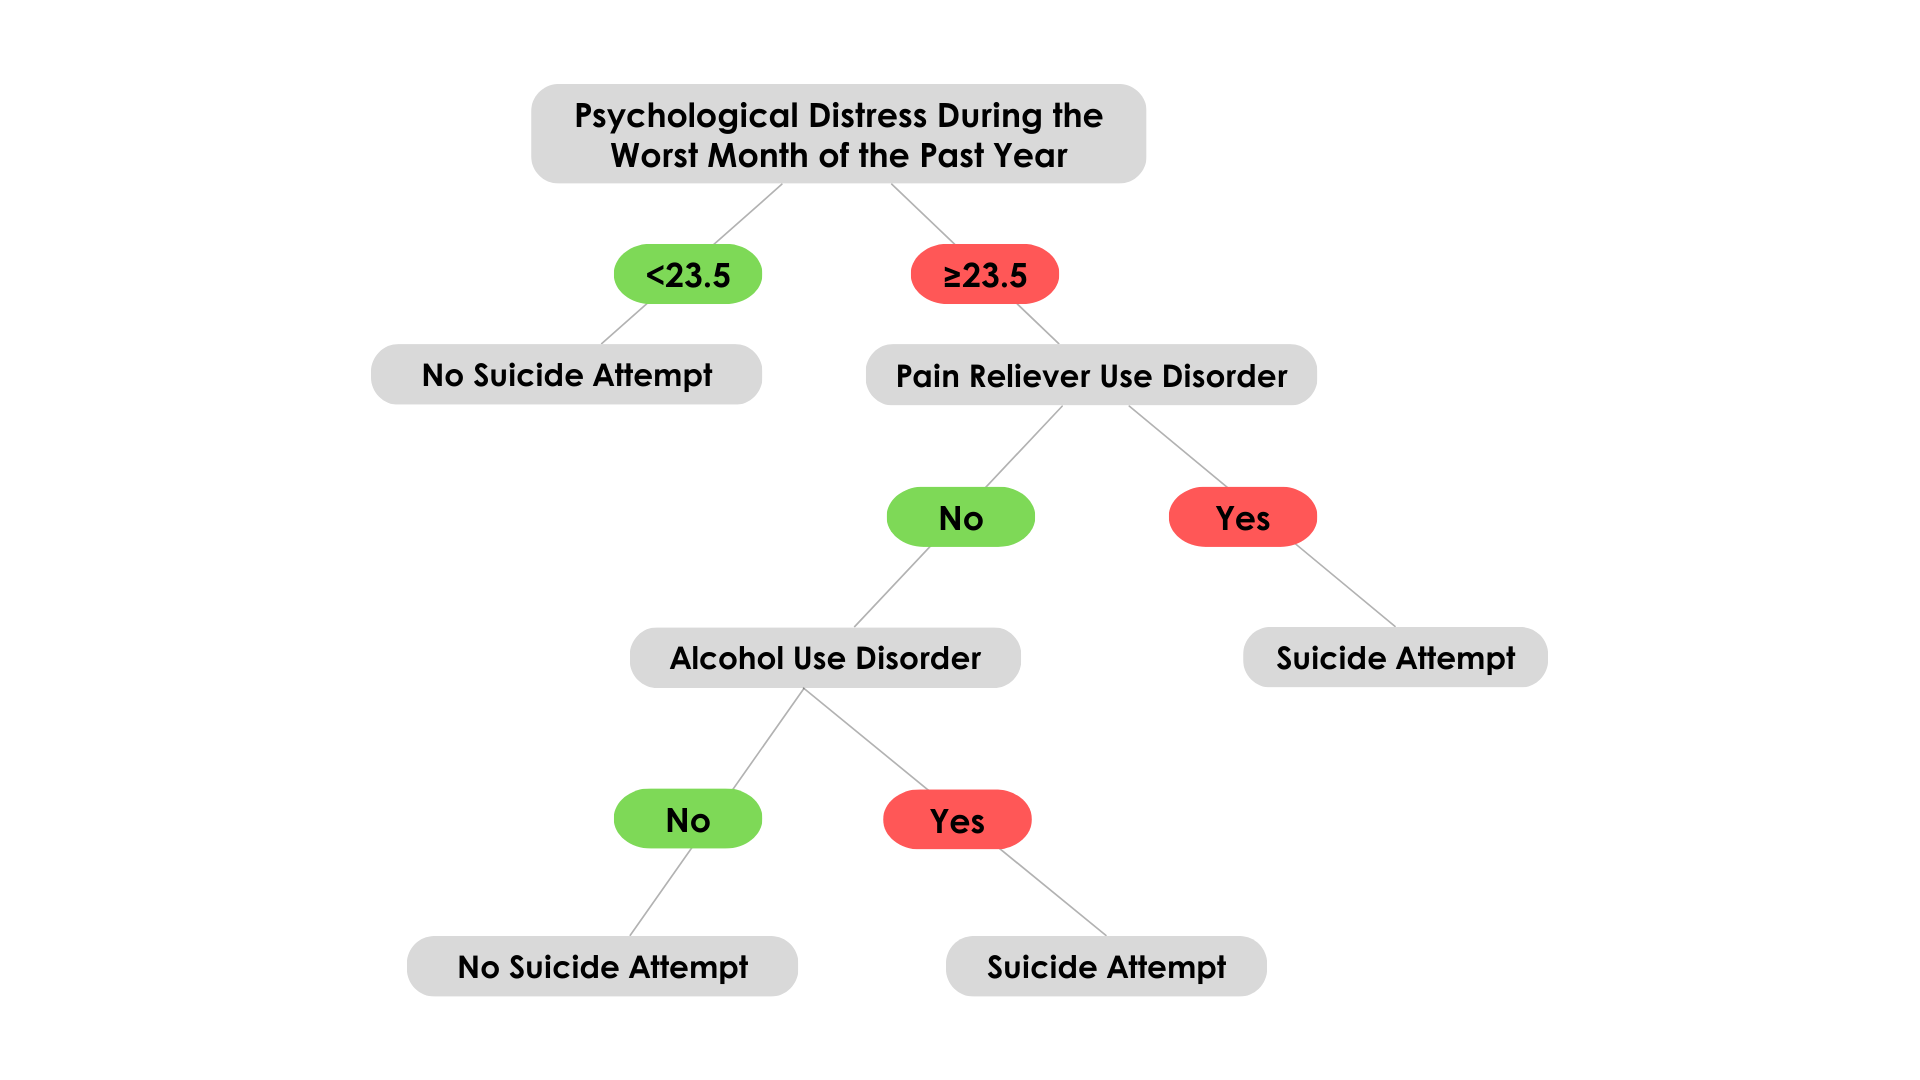 Psychological Distress During the
Worst Month of the Past Year
<23.5
≥23.5
No Suicide Attempt
Pain Reliever Use Disorder
No
Yes
Alcohol Use Disorder
Suicide Attempt
No
Yes
No Suicide Attempt
Suicide Attempt